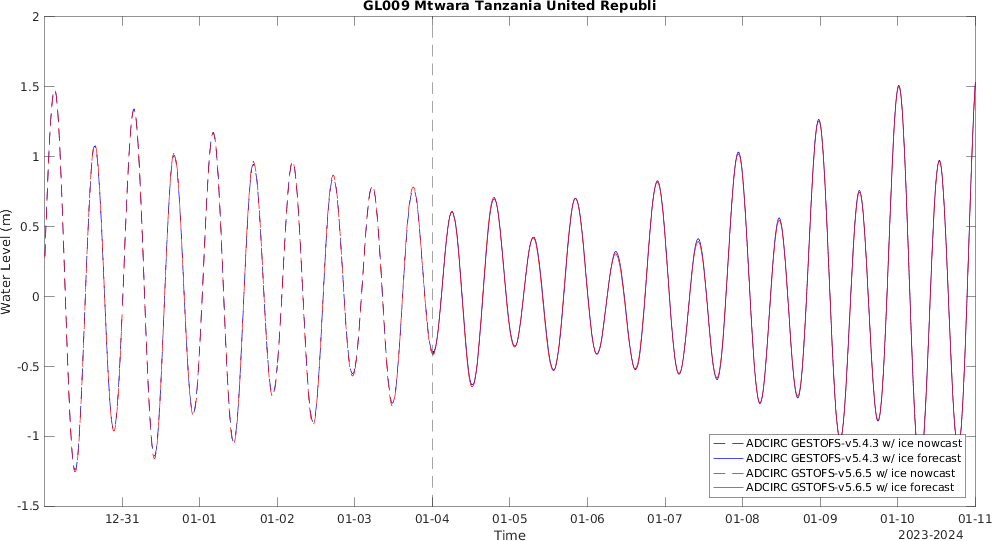 GL009 Mtwara Tanzania United Republi
2
1.5
1
0.5
0
-0.5
-1
-1.5
Water Level (m)
ADCIRC GESTOFS-v5.4.3 w/ ice nowcast
ADCIRC GESTOFS-v5.4.3 w/ ice forecast
ADCIRC GSTOFS-v5.6.5 w/ ice nowcast
ADCIRC GSTOFS-v5.6.5 w/ ice forecast
12-31 01-01 01-02 01-03 01-04 01-05 01-06 01-07 01-08 01-09 01-10 01-11
Time
2023-2024